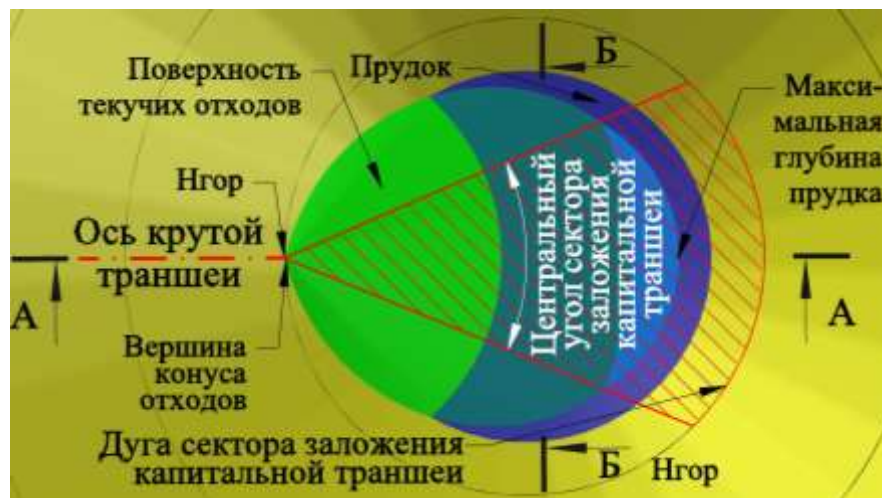 Б
Поверхность
текучих отходов
Прудок
Макси-
мальная
глубина
прудка
Нгор
Ось крутой
траншеи
А
А
Центральный
угол сектора
заложения
капитальной
траншеи
Вершина
конуса
отходов
Дуга сектора заложения
капитальной траншеи
Б
Нгор